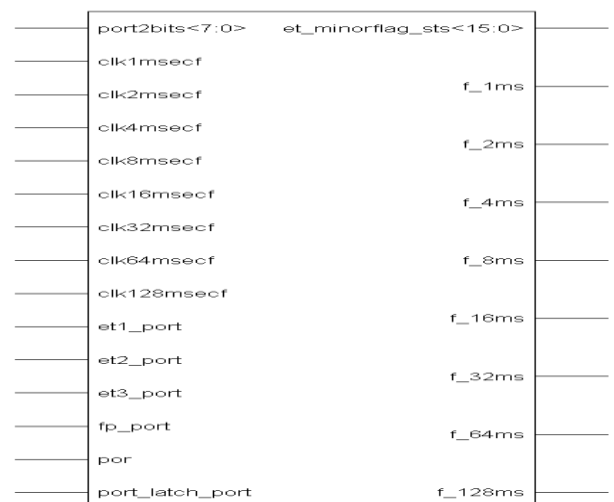 port2bits<7:0>
et_minorflag_sts<15:0>
clk1msecf
f_1ms
clk2msecf
clk4msecf
f_2ms
clk8msecf
clk16msecf
f_4ms
clk32msecf
clk64msecf
f_8ms
clk128msecf
f_16ms
et1_port
et2_port
f_32ms
et3_port
fp_port
f_64ms
por
port_latch_port
f_128ms